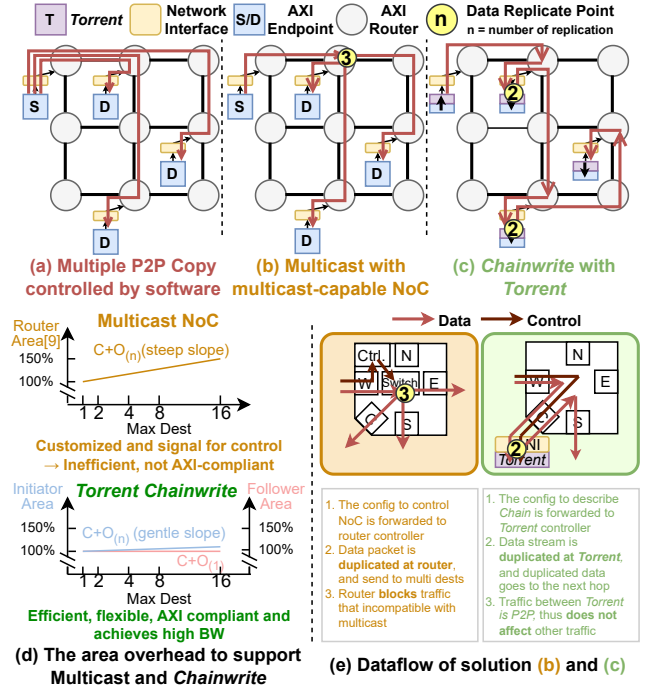 T
Torrent
Network
Interface
S/D
AXI
Endpoint
AXI
Router
n
Data Replicate Point
n = number of replication
S
D
D
D
3
S
D
D
D
2
2
(a) Multiple P2P Copy
controlled by software
(b) Multicast with
multicast-capable NoC
(c) Chainwrite with
Torrent
Multicast NoC
Router
Area[9]
150%
100%
C+O(n)(steep slope)
1 2 4 16
Max Dest
Customized and signal for control
→ Inefficient, not AXI-compliant
Initiator
Area
Torrent Chainwrite
Follower
Area
150%
100%
C+O(n) (gentle slope)
C+O(1)
150%
100%
1 2 4 16
Max Dest
Efficient, flexible, AXI compliant and
achieves high BW
(d) The area overhead to support
Multicast and Chainwrite
Data
Control
Ctrl.
N
W
Switch
E
3
C
S
N
W
E
C
S
2
NI
Torrent
1. The config to control
NoC is forwarded to
router controller
2. Data packet is
duplicated at router,
and send to multi dests
3. Router blocks traffic
that incompatible with
multicast
1. The config to describe
Chain is forwarded to
Torrent controller
2. Data stream is
duplicated at Torrent,
and duplicated data
goes to the next hop
3. Traffic between Torrent
is P2P, thus does not
affect other traffic
(e) Dataflow of solution (b) and (c)